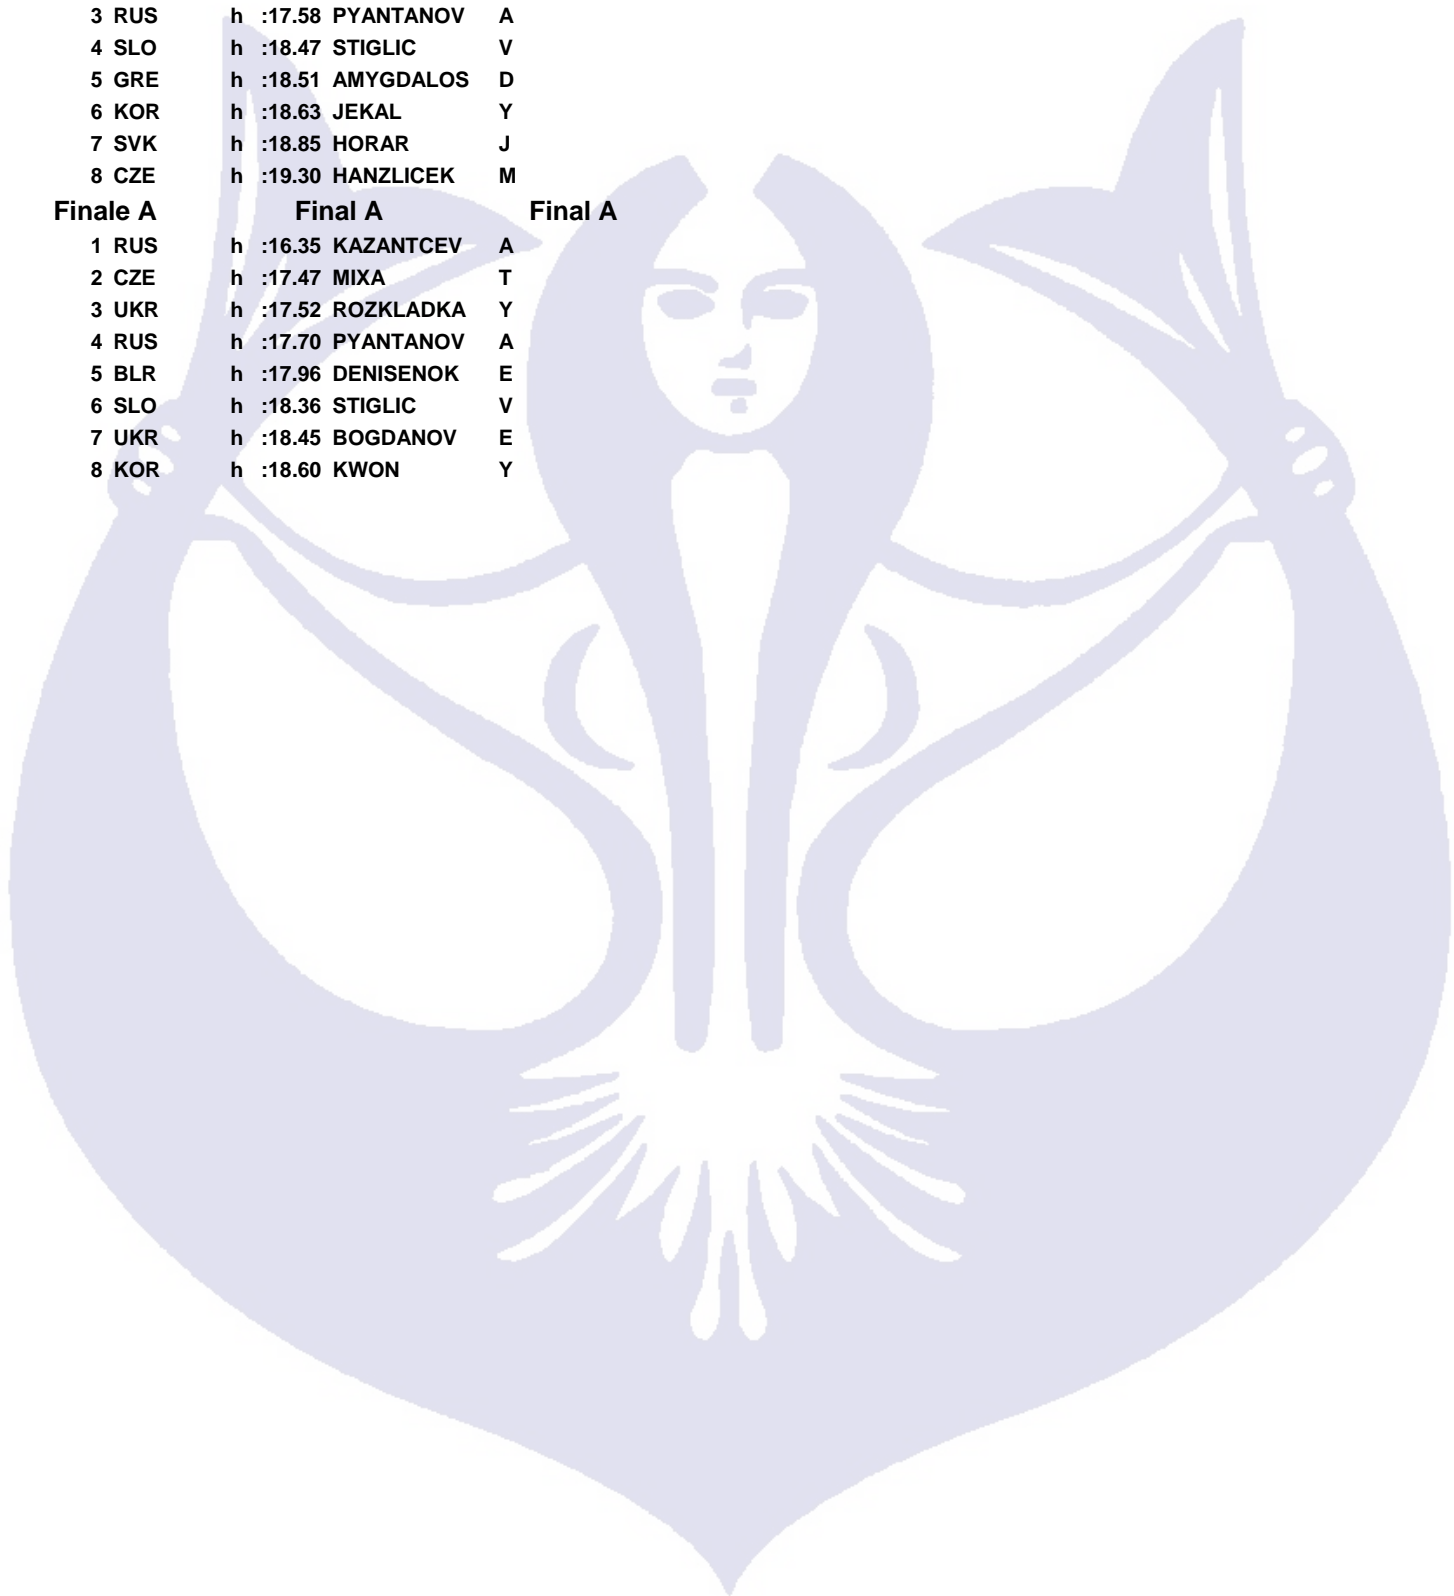 3 RUS h :17.58 PYANTANOV A
4 SLO h :18.47 STIGLIC V
5 GRE h :18.51 AMYGDALOS D
6 KOR h :18.63 JEKAL Y
7 SVK h :18.85 HORAR J
8 CZE h :19.30 HANZLICEK M
Finale A Final A Final A
1 RUS h :16.35 KAZANTCEV A
2 CZE h :17.47 MIXA T
3 UKR h :17.52 ROZKLADKA Y
4 RUS h :17.70 PYANTANOV A
5 BLR h :17.96 DENISENOK E
6 SLO h :18.36 STIGLIC V
7 UKR h :18.45 BOGDANOV E
8 KOR h :18.60 KWON Y